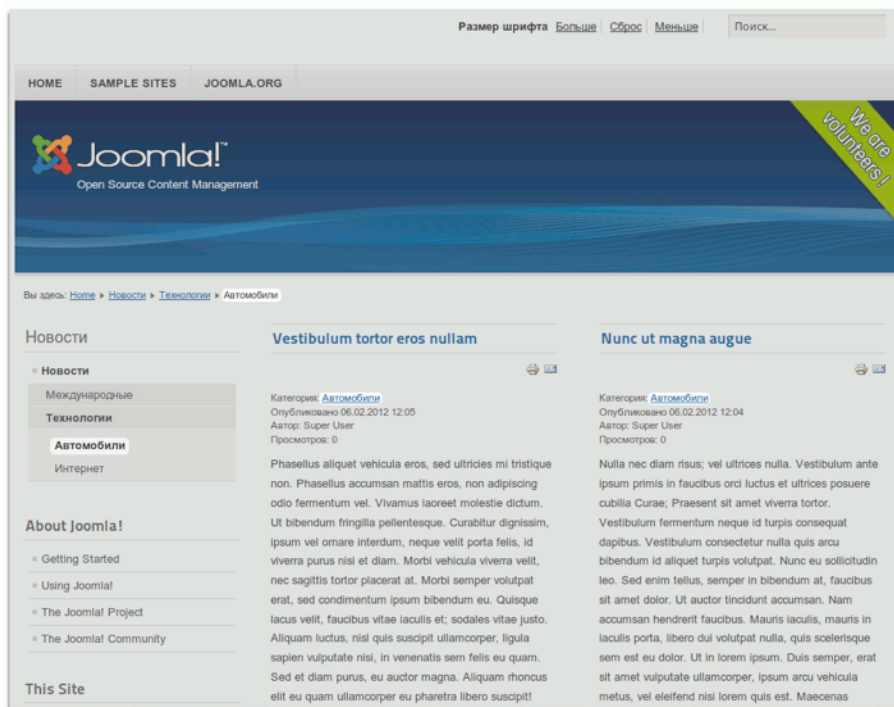 Размер шрифта Больше Сброс Меньше Поиск...
HOME SAMPLE SITES JOOMLA.ORG
We are
volunteers!
Joomla!™
Open Source Content Management
Вы здесь: Home Новости Технологии Автомобили
Новости
Новости
Международные
Технологии
Автомобили
Интернет
About Joomla!
Getting Started
Using Joomla!
The Joomla! Project
The Joomla! Community
This Site
Vestibulum tortor eros nullam
Категория: Автомобили
Опубликовано 06.02.2012 12:05
Автор: Super User
Просмотров: 0
Phasellus aliquet vehicula eros, sed ultricies mi tristique
non. Phasellus accumsan mattis eros, non adipiscing
odio fermentum vel. Vivamus laoreet molestie dictum.
Ut bibendum fringilla pellentesque. Curabitur dignissim,
ipsum vel ornare interdum, neque velit porta felis, id
viverra purus nisi et diam. Morbi vehicula viverra velit,
nec sagittis tortor placerat at. Morbi semper volutpat
erat, sed condimentum ipsum bibendum eu. Quisque
lacus velit, faucibus vitae iaculis et; sodales vitae justo.
Aliquam luctus, nisl quis suscipit ullamcorper, ligula
sapien vulputate nisi, in venenatis sem felis eu quam.
Sed et diam purus, eu auctor magna. Aliquam rhoncus
elit eu quam ullamcorper eu pharetra libero suscipit!
Nunc ut magna augue
Категория: Автомобили
Опубликовано 06.02.2012 12:04
Автор: Super User
Просмотров: 0
Nulla nec diam risus; vel ultrices nulla. Vestibulum ante
ipsum primis in faucibus orci luctus et ultrices posuere
cubilia Curae; Praesent sit amet viverra tortor.
Vestibulum fermentum neque id turpis consequat
dapibus. Vestibulum consectetur nulla quis arcu
bibendum id aliquet turpis volutpat. Nunc eu sollicitudin
leo. Sed enim tellus, semper in bibendum at, faucibus
sit amet dolor. Ut auctor tincidunt accumsan. Nam
accumsan hendrerit faucibus. Mauris iaculis, mauris in
iaculis porta, libero dui volutpat nulla, quis scelerisque
sem est eu dolor. Ut in lorem ipsum. Duis semper, erat
sit amet vulputate ullamcorper, ipsum arcu vehicula
metus, vel eleifend nisi lorem quis est. Maecenas